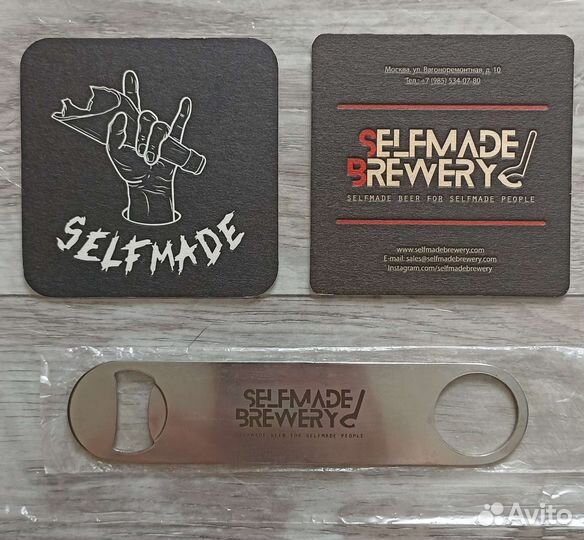 SELFMADE
Москва, ул. Вагоноремонтная, д. 10
Тел.: +7 (985) 534-07-80
SELFMADE
BREWERY
SELFMADE BEER FOR SELFMADE PEOPLE
www.selfmadebrewery.com
E-mail: sales@selfmadebrewery.com
Instagram.com/selfmadebrewery
SELFMADE
BREWERY
SELFMADE BEER FOR SELFMADE PEOPLE
Avito